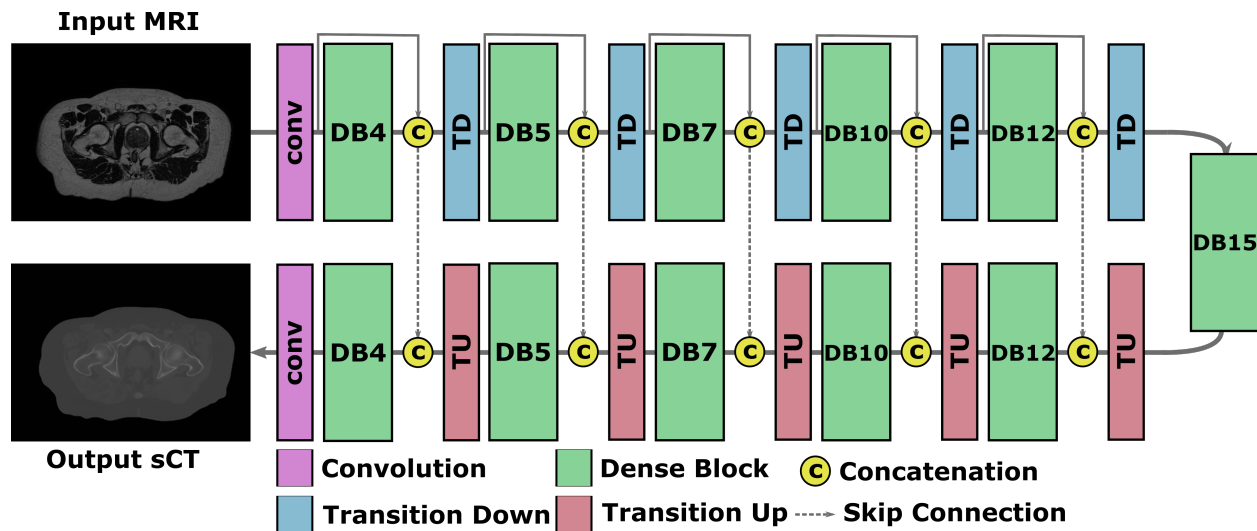 Input MRI
conv
DB4
C
TD
DB5
C
TD
DB7
C
TD
DB10
C
TD
DB12
C
TD
DB15
conv
DB4
C
TU
DB5
C
TU
DB7
C
TU
DB10
C
TU
DB12
C
TU
Output sCT
Convolution
Dense Block
C Concatenation
Transition Down
Transition Up
Skip Connection